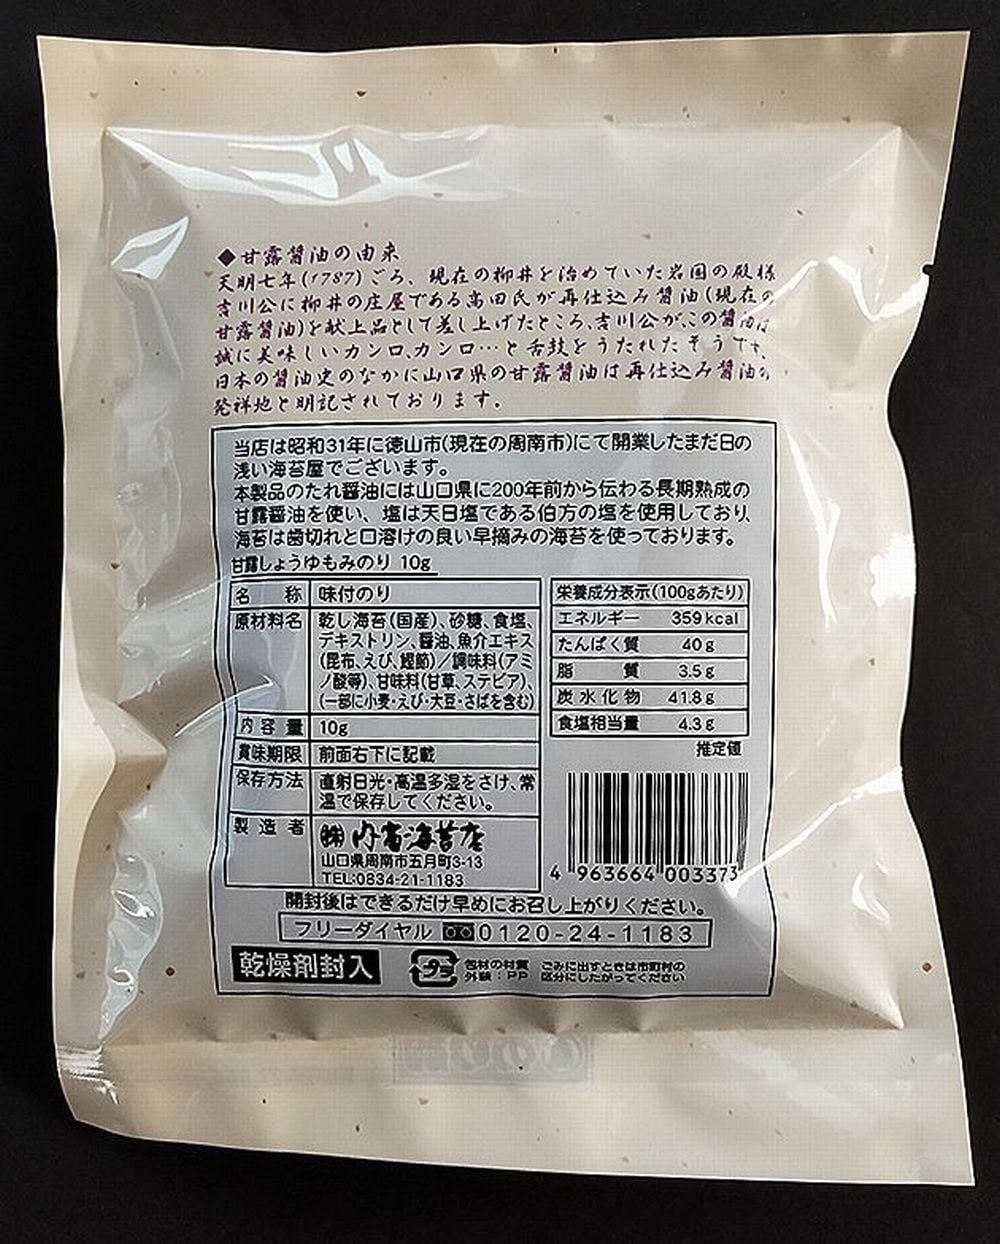 ◆甘露醤油の由来
天明七年(1787)ごろ、現在の柳井を治めていた岩国の殿様
吉川公に柳井の庄屋である高田氏が再仕込み醤油(現在の
甘露醤油)を献上品として差し上げたところ、吉川公が、この醤油は
誠に美味しいカンロ、カンロ…と舌鼓をうたれたそうです。
日本の醤油史のなかに山口県の甘露醤油は再仕込み醤油の
発祥地と明記されております。
当店は昭和31年に徳山市(現在の周南市)にて開業したまだ日の
浅い海苔屋でございます。
本製品のたれ醤油には山口県に200年前から伝わる長期熟成の
甘露醤油を使い、塩は天日塩である伯方の塩を使用しており、
海苔は歯切れと口溶けの良い早摘みの海苔を使っております。
甘露しょうゆもみのり 10g
名称 味付のり
原材料名 乾し海苔(国産)、砂糖、食塩、
デキストリン、醤油、魚介エキス
(昆布、えび、鰹節)／調味料(アミ
ノ酸等)、甘味料(甘草、ステビア)、
(一部に小麦・えび・大豆・さばを含む)
内容量 10g
賞味期限 前面右下に記載
保存方法 直射日光・高温多湿をさけ、常
温で保存してください。
製造者 ㈱内富海苔店
山口県周南市五月町3-13
TEL:0834-21-1183
栄養成分表示(100gあたり)
エネルギー 359kcal
たんぱく質 40g
脂質 3.5g
炭水化物 41.8g
食塩相当量 4.3g
推定値
4 963664 003373
開封後はできるだけ早めにお召し上がりください。
フリーダイヤル 0120-24-1183
乾燥剤封入
プラ
包材の材質
外装：PP
ごみに出すときは市町村の
区分にしたがってください